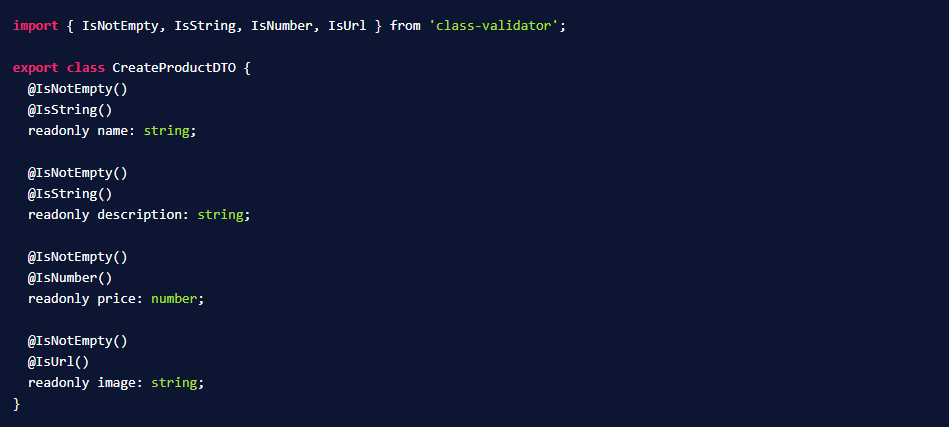 import { IsNotEmpty, IsString, IsNumber, IsUrl } from 'class-validator';
export class CreateProductDTO {
@IsNotEmpty()
@IsString()
readonly name: string;
@IsNotEmpty()
@IsString()
readonly description: string;
@IsNotEmpty()
@IsNumber()
readonly price: number;
@IsNotEmpty()
@IsUrl()
readonly image: string;
}